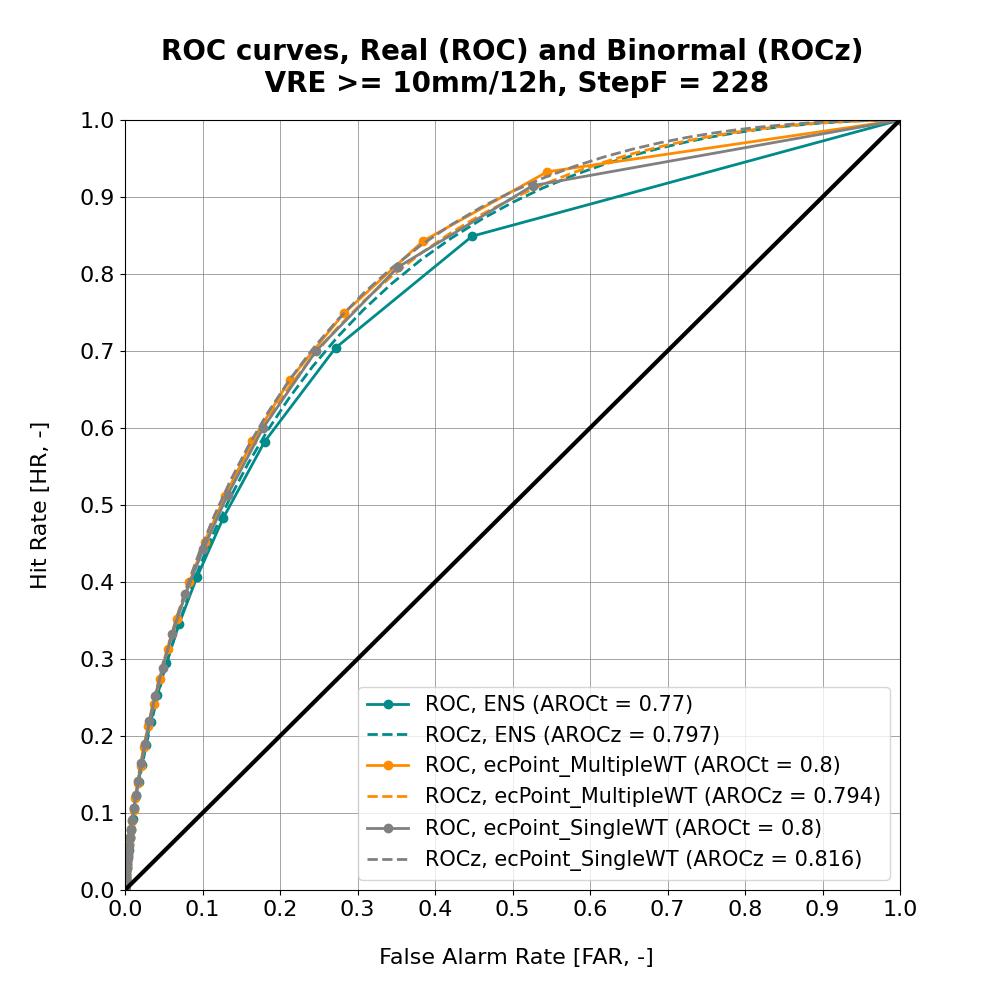 ROC curves, Real (ROC) and Binormal (ROCz)
VRE >= 10mm/12h, StepF = 228
1.0
0.9
0.8
0.7
0.6
0.5
0.4
0.3
0.2
0.1
0.0
Hit Rate [HR, -]
ROC, ENS (AROCt = 0.77)
ROCz, ENS (AROCz = 0.797)
ROC, ecPoint_MultipleWT (AROCt = 0.8)
ROCz, ecPoint_MultipleWT (AROCz = 0.794)
ROC, ecPoint_SingleWT (AROCt = 0.8)
ROCz, ecPoint_SingleWT (AROCz = 0.816)
0.0 0.1 0.2 0.3 0.4 0.5 0.6 0.7 0.8 0.9 1.0
False Alarm Rate [FAR, -]